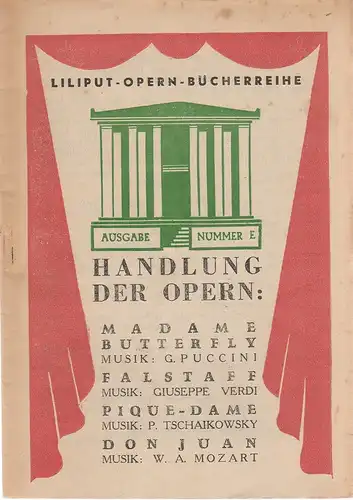 LILIPUT-OPERN-BÜCHERREIHE
AUSGABE NUMMER E
HANDLUNG
DER OPERN:
MADAME
BUTTERFLY
MUSIK: G. PUCCINI
FALSTAFF
MUSIK: GIUSEPPE VERDI
PIQUE-DAME
MUSIK: P. TSCHAIKOWSKY
DON JUAN
MUSIK: W. A. MOZART